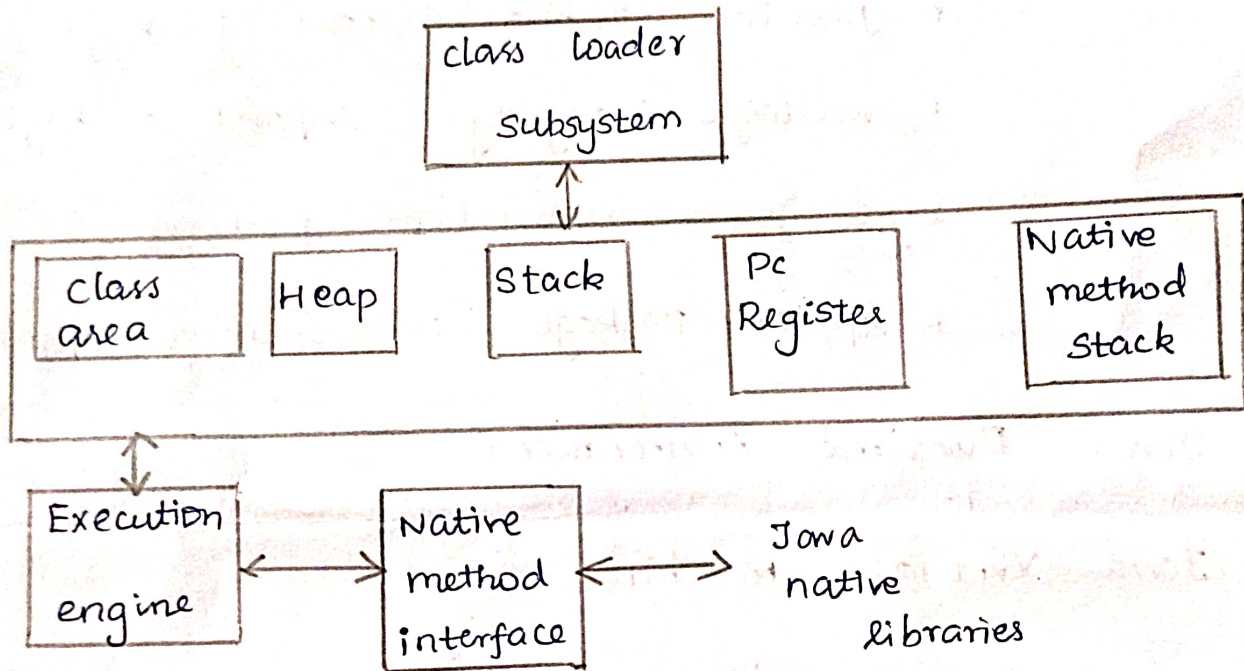 class loader
subsystem
class
area
Heap
Stack
Pc
Register
Native
method
Stack
Execution
engine
Native
method
interface
Java
native
libraries